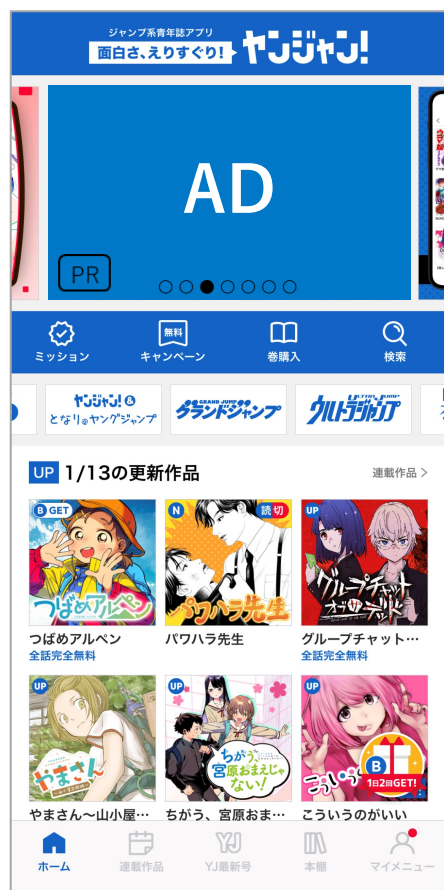 ジャンプ系青年誌アプリ
面白さ、えりすぐり!
ヤンジャン!
AD
PR
ミッション
無料
キャンペーン
巻購入
検索
ヤンジャン! &
となりのヤングジャンプ
GRAND JUMP
グランドジャンプ
ULTRA JUMP
ウルトラジャンプ
UP 1/13の更新作品
連載作品 >
B GET
つばめアルペン
つばめアルペン
全話完全無料
N
読切
パワハラ先生
パワハラ先生
UP
グループチャット
オブ ザ
デッド
グループチャット…
全話完全無料
UP
やまさん
やまさん〜山小屋…
UP
ちがう、
宮原おまえじゃ
ない!
ちがう、宮原おま…
UP
こういうのがいい
B
1日2回GET!
ホーム
連載作品
YJ
YJ最新号
本棚
マイメニュー